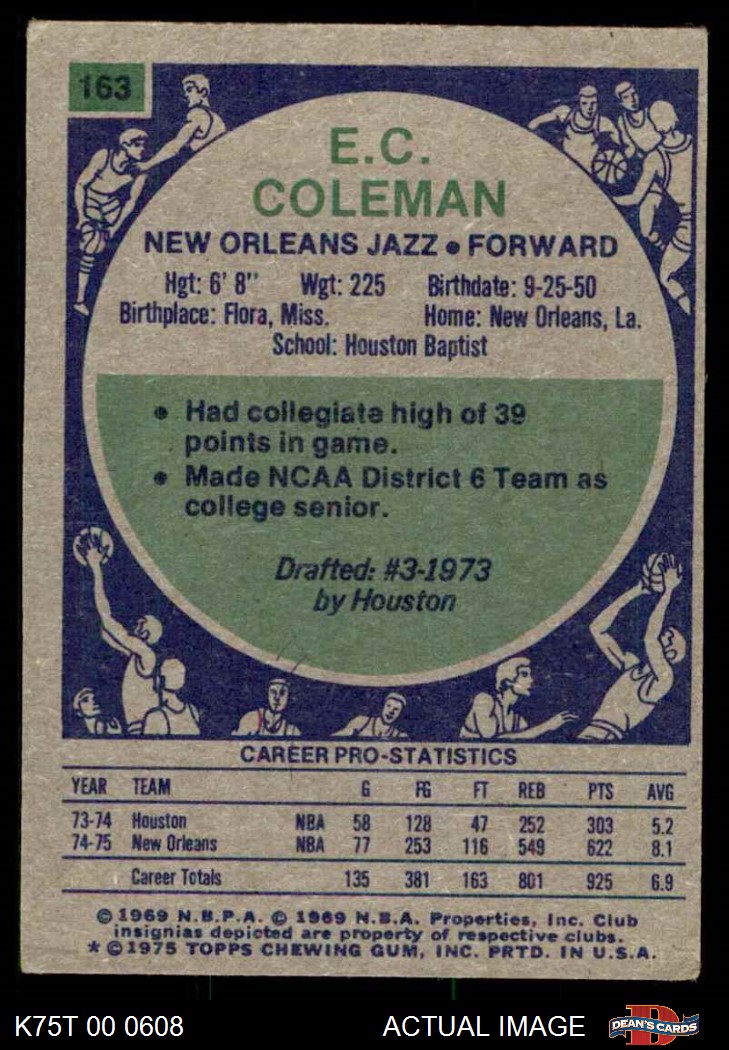 163
E.C.
COLEMAN
NEW ORLEANS JAZZ • FORWARD
Hgt: 6' 8" Wgt: 225 Birthdate: 9-25-50
Birthplace: Flora, Miss. Home: New Orleans, La.
School: Houston Baptist
• Had collegiate high of 39
points in game.
• Made NCAA District 6 Team as
college senior.
Drafted: #3-1973
by Houston
CAREER PRO-STATISTICS
YEAR TEAM G FG FT REB PTS AVG
73-74 Houston NBA 58 128 47 252 303 5.2
74-75 New Orleans NBA 77 253 116 549 622 8.1
Career Totals 135 381 163 801 925 6.9
© 1969 N.B.P.A. © 1969 N.B.A. Properties, Inc. Club
insignias depicted are property of respective clubs.
* © 1975 TOPPS CHEWING GUM, INC. PRTD. IN U.S.A.
K75T 00 0608 ACTUAL IMAGE D DEAN'S CARDS